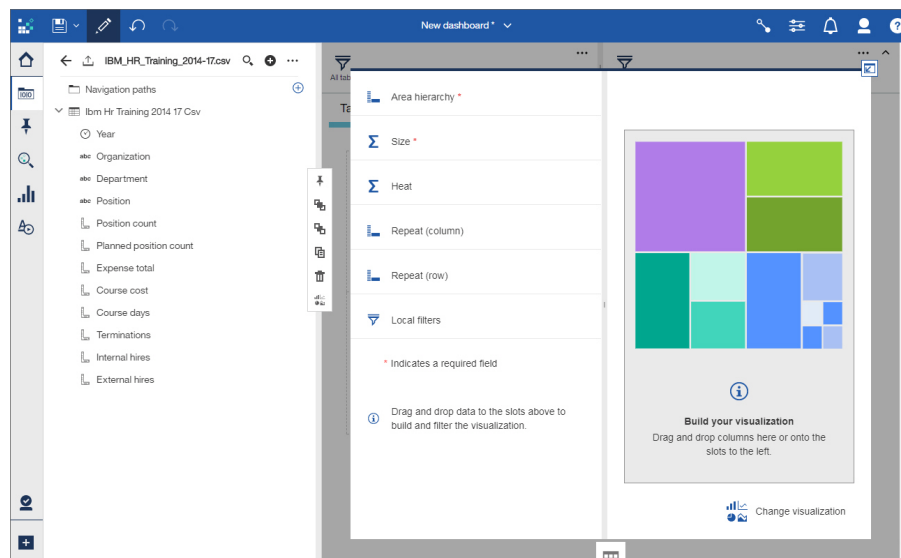 New dashboard *
?
IBM_HR_Training_2014-17.csv
Navigation paths
Ibm Hr Training 2014 17 Csv
Year
abc Organization
abc Department
abc Position
Position count
Planned position count
Expense total
Course cost
Course days
Terminations
Internal hires
External hires
All tab
Ta
Area hierarchy *
Size *
Heat
Repeat (column)
Repeat (row)
Local filters
* Indicates a required field
Drag and drop data to the slots above to
build and filter the visualization.
Build your visualization
Drag and drop columns here or onto the
slots to the left.
Change visualization